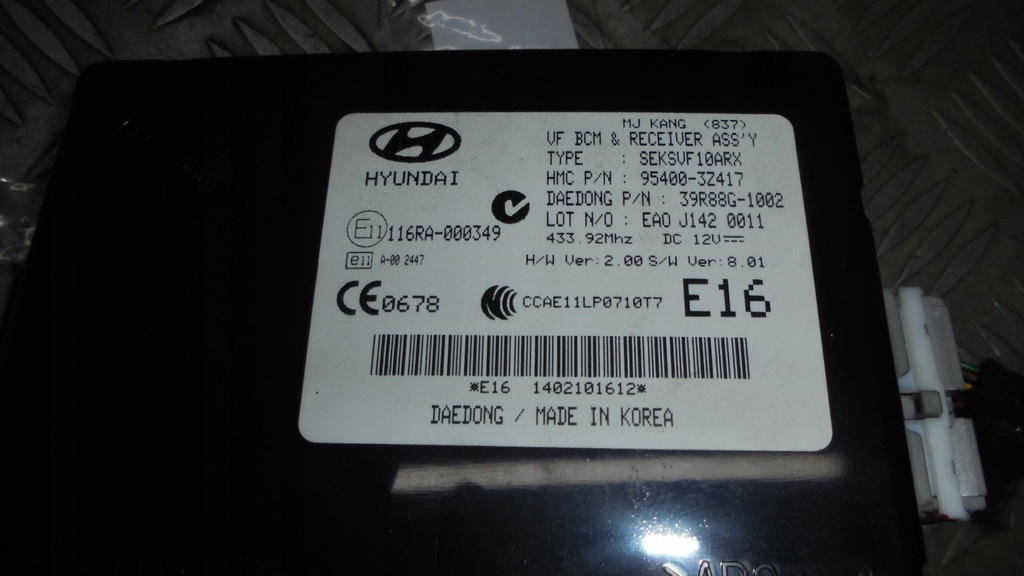 MJ KANG (837)
VF BCM & RECEIVER ASS'Y
TYPE : SEKSVF10ARX
HMC P/N : 95400-3Z417
DAEDONG P/N : 39R88G-1002
LOT N/O : EAO J142 0011
433.92Mhz DC 12V
H/W Ver:2.00 S/W Ver:8.01
HYUNDAI
E11 116RA-000349
e11 A-00 2447
CE0678
CCAE11LP0710T7
E16
*E16 1402101612*
DAEDONG / MADE IN KOREA